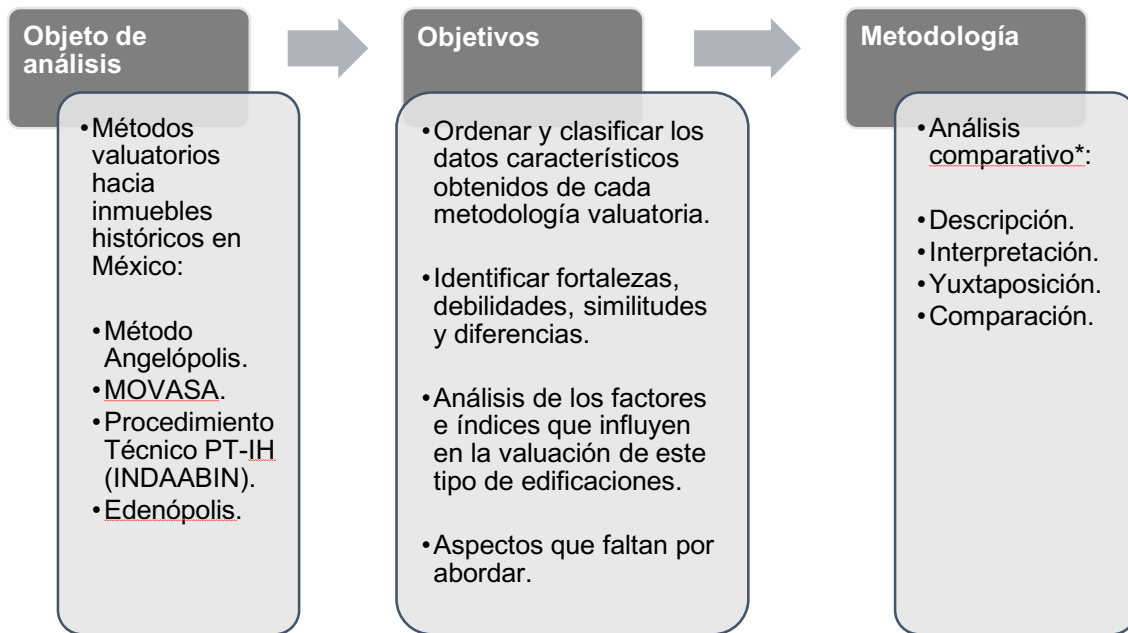 Objeto de
análisis
•Métodos
valuatorios
hacia
inmuebles
históricos en
México:
•Método
Angelópolis.
•MOVASA.
•Procedimiento
Técnico PT-IH
(INDAABIN).
•Edenópolis.
Objetivos
•Ordenar y clasificar los
datos característicos
obtenidos de cada
metodología valuatoria.
•Identificar fortalezas,
debilidades, similitudes
y diferencias.
•Análisis de los factores
e índices que influyen
en la valuación de este
tipo de edificaciones.
•Aspectos que faltan por
abordar.
Metodología
•Análisis
comparativo*:
•Descripción.
•Interpretación.
•Yuxtaposición.
•Comparación.